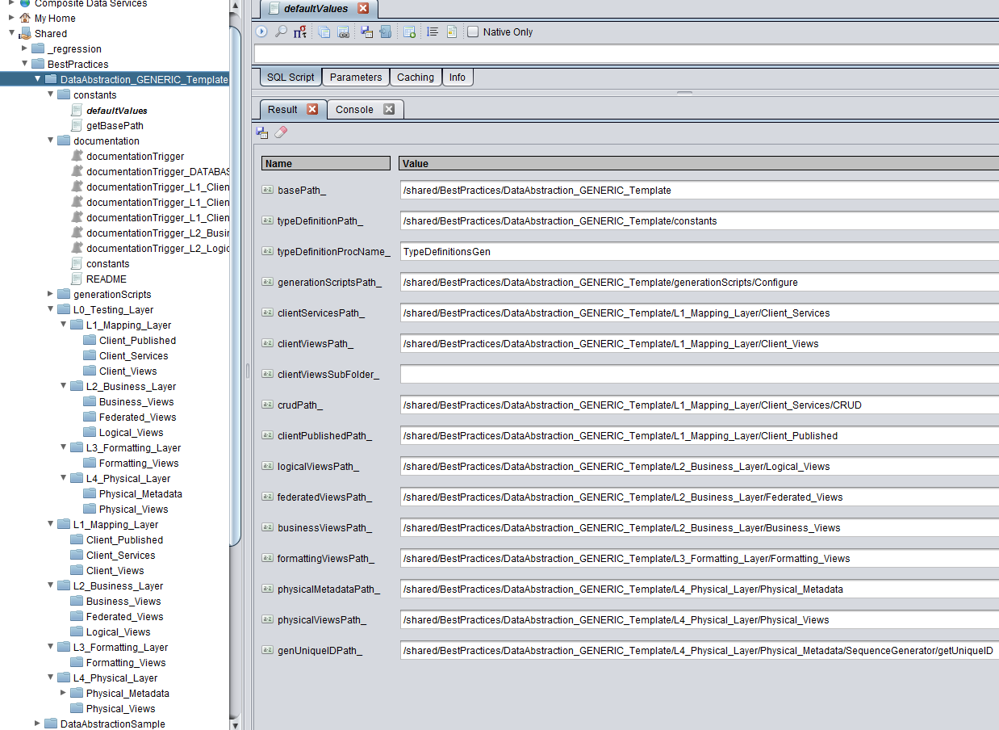 Composite Data Services
My Home
Shared
_regression
BestPractices
DataAbstraction_GENERIC_Template
constants
defaultValues
getBasePath
documentation
documentationTrigger
documentationTrigger_DATABAS
documentationTrigger_L1_Clien
documentationTrigger_L1_Clien
documentationTrigger_L1_Clien
documentationTrigger_L2_Busin
documentationTrigger_L2_Logic
constants
README
generationScripts
L0_Testing_Layer
L1_Mapping_Layer
Client_Published
Client_Services
Client_Views
L2_Business_Layer
Business_Views
Federated_Views
Logical_Views
L3_Formatting_Layer
Formatting_Views
L4_Physical_Layer
Physical_Metadata
Physical_Views
L1_Mapping_Layer
Client_Published
Client_Services
Client_Views
L2_Business_Layer
Business_Views
Federated_Views
Logical_Views
L3_Formatting_Layer
Formatting_Views
L4_Physical_Layer
Physical_Metadata
Physical_Views
DataAbstractionSample
defaultValues
Native Only
SQL Script Parameters Caching Info
Result Console
Name Value
basePath_ /shared/BestPractices/DataAbstraction_GENERIC_Template
typeDefinitionPath_ /shared/BestPractices/DataAbstraction_GENERIC_Template/constants
typeDefinitionProcName_ TypeDefinitionsGen
generationScriptsPath_ /shared/BestPractices/DataAbstraction_GENERIC_Template/generationScripts/Configure
clientServicesPath_ /shared/BestPractices/DataAbstraction_GENERIC_Template/L1_Mapping_Layer/Client_Services
clientViewsPath_ /shared/BestPractices/DataAbstraction_GENERIC_Template/L1_Mapping_Layer/Client_Views
clientViewsSubFolder_
crudPath_ /shared/BestPractices/DataAbstraction_GENERIC_Template/L1_Mapping_Layer/Client_Services/CRUD
clientPublishedPath_ /shared/BestPractices/DataAbstraction_GENERIC_Template/L1_Mapping_Layer/Client_Published
logicalViewsPath_ /shared/BestPractices/DataAbstraction_GENERIC_Template/L2_Business_Layer/Logical_Views
federatedViewsPath_ /shared/BestPractices/DataAbstraction_GENERIC_Template/L2_Business_Layer/Federated_Views
businessViewsPath_ /shared/BestPractices/DataAbstraction_GENERIC_Template/L2_Business_Layer/Business_Views
formattingViewsPath_ /shared/BestPractices/DataAbstraction_GENERIC_Template/L3_Formatting_Layer/Formatting_Views
physicalMetadataPath_ /shared/BestPractices/DataAbstraction_GENERIC_Template/L4_Physical_Layer/Physical_Metadata
physicalViewsPath_ /shared/BestPractices/DataAbstraction_GENERIC_Template/L4_Physical_Layer/Physical_Views
genUniqueIDPath_ /shared/BestPractices/DataAbstraction_GENERIC_Template/L4_Physical_Layer/Physical_Metadata/SequenceGenerator/getUniqueID